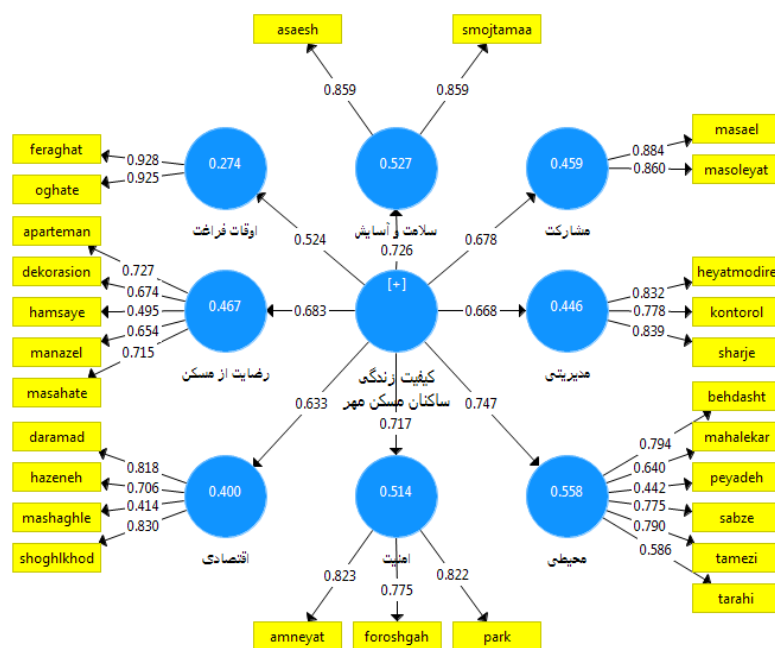 asaesh
smojtamaa
0.859
0.859
feraghat
oghate
0.928
0.925
0.274
اوقات فراغت
0.527
سلامت و آسایش
0.459
مشارکت
0.884
0.860
masael
masoleyat
0.524
0.726
0.678
aparteman
dekorasion
hamsaye
manazel
masahate
0.727
0.674
0.495
0.654
0.715
0.467
رضایت از مسکن
0.683
[+]
کیفیت زندگی
ساکنان مسکن مهر
0.668
0.446
مدیریتی
0.832
0.778
0.839
heyatmodire
kontorol
sharje
0.633
0.717
0.747
daramad
hazeneh
mashaghle
shoghlkhod
0.818
0.706
0.414
0.830
0.400
اقتصادی
0.514
امنیت
0.558
محیطی
0.794
0.640
0.442
0.775
0.790
0.586
behdasht
mahalekar
peyadeh
sabze
tamezi
tarahi
0.823
0.775
0.822
amneyat
foroshgah
park